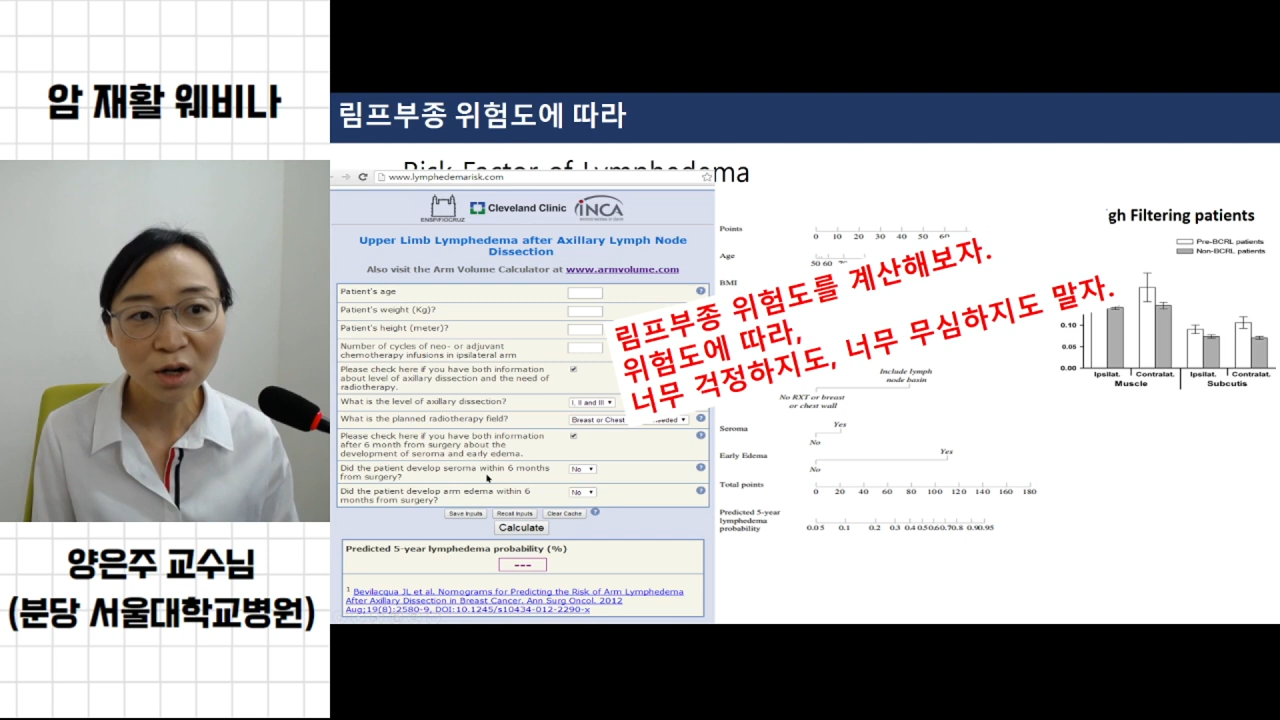 암 재활 웨비나
양은주 교수님
(분당 서울대학교병원)
림프부종 위험도에 따라
Risk Factor of Lymphedema
www.lymphedemarisk.com
ENSP/FIOCRUZ
Cleveland Clinic
INCA
Upper Limb Lymphedema after Axillary Lymph Node
Dissection
Also visit the Arm Volume Calculator at www.armvolume.com
Patient's age
Patient's weight (Kg)?
Patient's height (meter)?
Number of cycles of neo- or adjuvant
chemotherapy infusions in ipsilateral arm
Please check here if you have both information
about level of axillary dissection and the need of
radiotherapy.
What is the level of axillary dissection?
I, II and III
What is the planned radiotherapy field?
Breast or Chest
needed
Please check here if you have both information
after 6 month from surgery about the
development of seroma and early edema.
Did the patient develop seroma within 6 months
from surgery?
No
Did the patient develop arm edema within 6
months from surgery?
No
Save Inputs
Recall Inputs
Clear Cache
Calculate
Predicted 5-year lymphedema probability (%)
---
1 Bevilacqua JL et al. Nomograms for Predicting the Risk of Arm Lymphedema
After Axillary Dissection in Breast Cancer. Ann Surg Oncol. 2012
Aug;19(8):2580-9, DOI:10.1245/s10434-012-2290-x
림프부종 위험도를 계산해보자.
위험도에 따라,
너무 걱정하지도, 너무 무심하지도 말자.
Points
0 10 20 30 40 50 60
Age
50 60
BMI
Include lymph
node basin
No RXT or breast
or chest wall
Seroma
Yes
No
Early Edema
Yes
No
Total points
0 20 40 60 80 100 120 140 160 180
Predicted 5-year
lymphedema
probability
0.05 0.1 0.2 0.3 0.4 0.5 0.6 0.7 0.8 0.9 0.95
gh Filtering patients
Pre-BCRL patients
Non-BCRL patients
0.10
0.05
0.00
Ipsilat. Contralat. Ipsilat. Contralat.
Muscle Subcutis